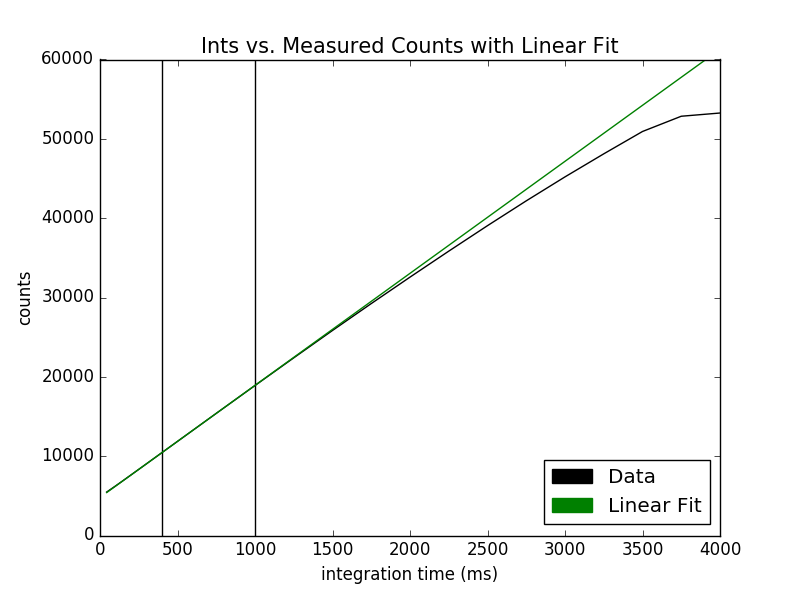 Ints vs. Measured Counts with Linear Fit
60000
50000
40000
30000
20000
10000
0
counts
Data
Linear Fit
0 500 1000 1500 2000 2500 3000 3500 4000
integration time (ms)